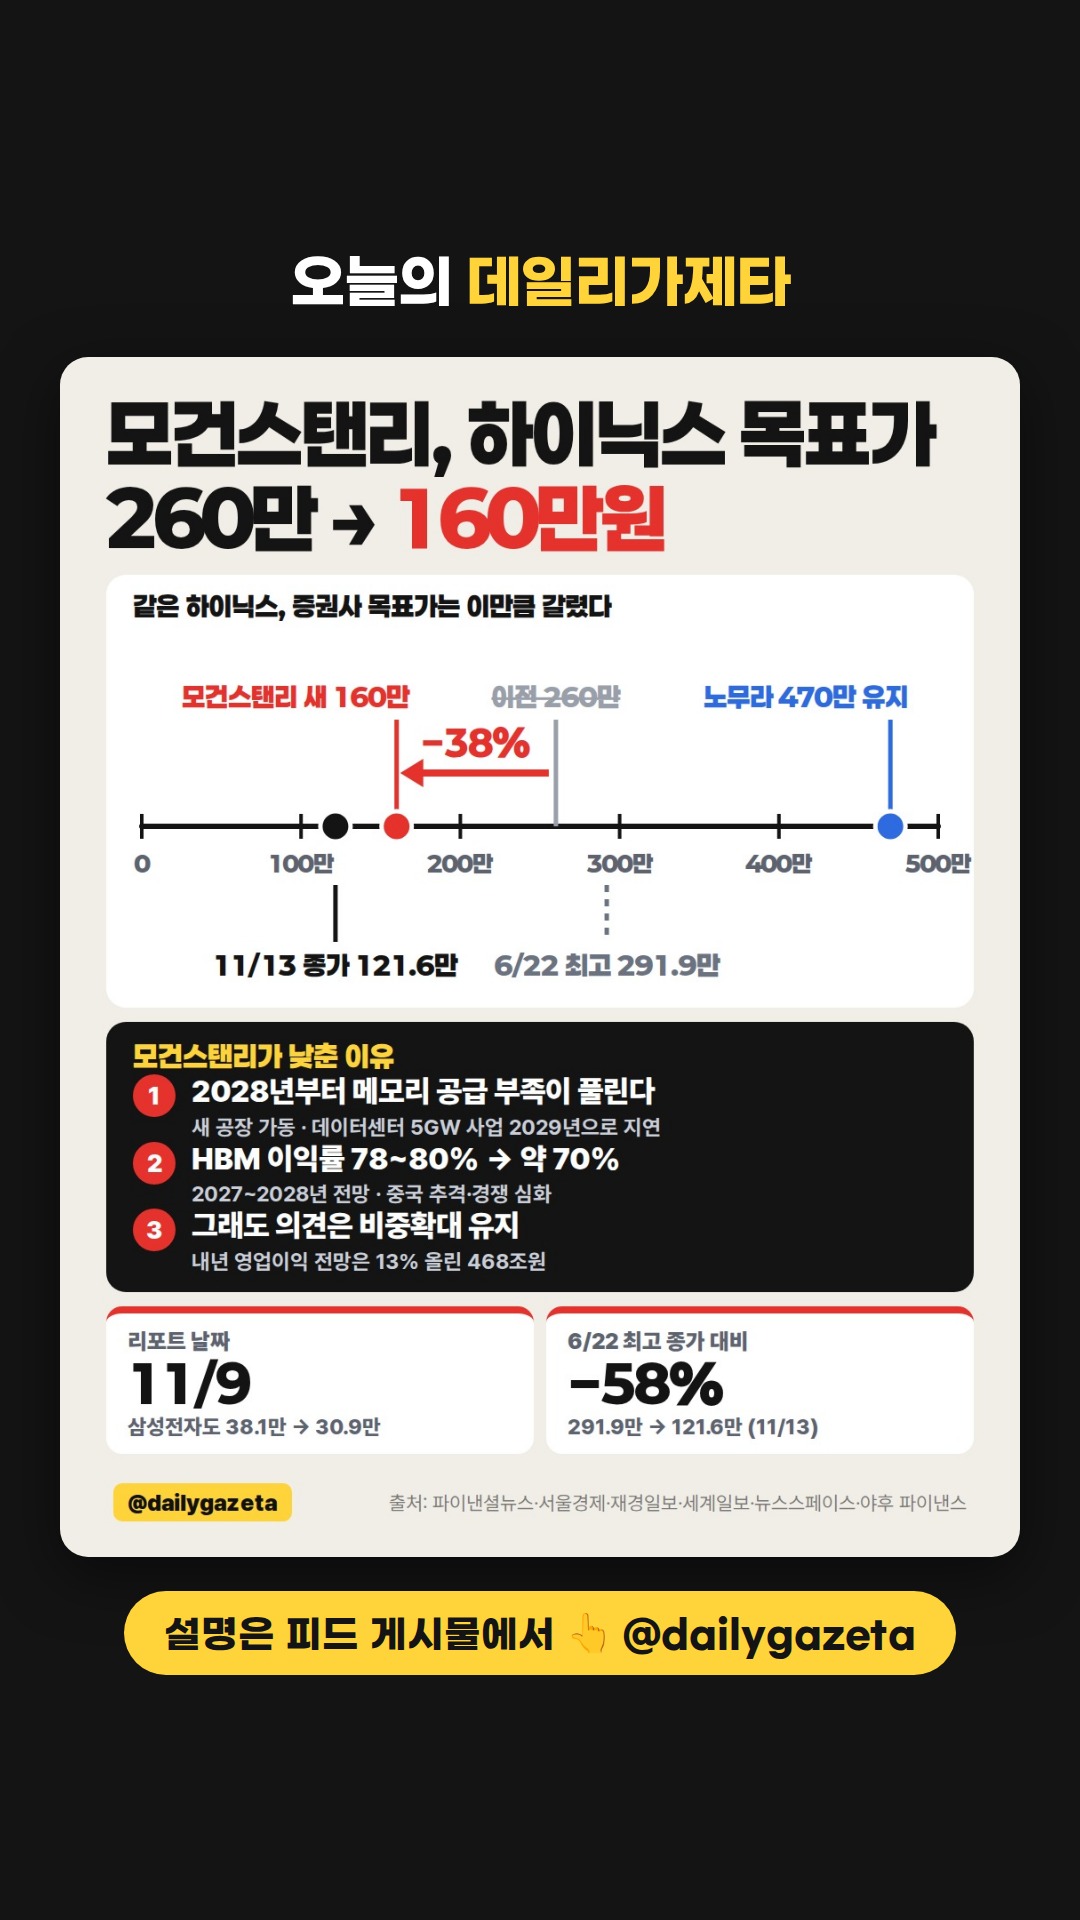 오늘의 데일리가제타
모건스탠리, 하이닉스 목표가
260만 → 160만원
같은 하이닉스, 증권사 목표가는 이만큼 갈렸다
모건스탠리 새 160만
이전 260만
노무라 470만 유지
−38%
0
100만
200만
300만
400만
500만
11/13 종가 121.6만
6/22 최고 291.9만
모건스탠리가 낮춘 이유
1 2028년부터 메모리 공급 부족이 풀린다
새 공장 가동 · 데이터센터 5GW 사업 2029년으로 지연
2 HBM 이익률 78~80% → 약 70%
2027~2028년 전망 · 중국 추격·경쟁 심화
3 그래도 의견은 비중확대 유지
내년 영업이익 전망은 13% 올린 468조원
리포트 날짜
11/9
삼성전자도 38.1만 → 30.9만
6/22 최고 종가 대비
−58%
291.9만 → 121.6만 (11/13)
@dailygazeta
출처: 파이낸셜뉴스·서울경제·재경일보·세계일보·뉴스스페이스·야후 파이낸스
설명은 피드 게시물에서 👆 @dailygazeta